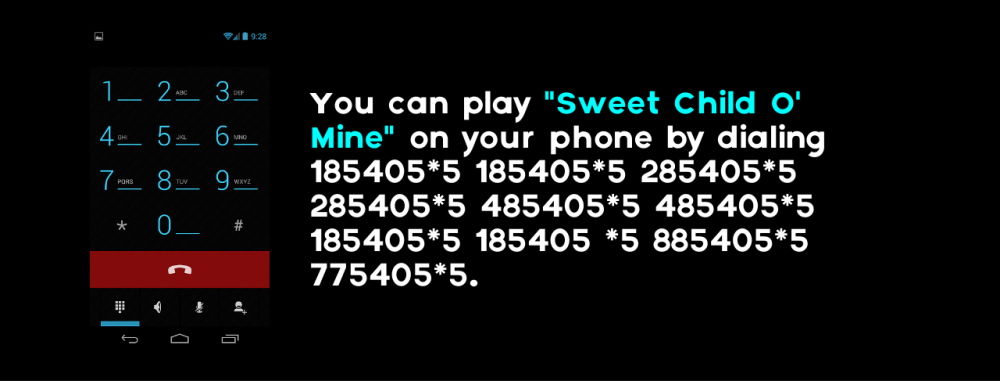 9:28
1 2 ABC 3 DEF
4 GHI 5 JKL 6 MNO
7 PQRS 8 TUV 9 WXYZ
* 0 #
You can play "Sweet Child O'
Mine" on your phone by dialing
185405*5 185405*5 285405*5
285405*5 485405*5 485405*5
185405*5 185405 *5 885405*5
775405*5.